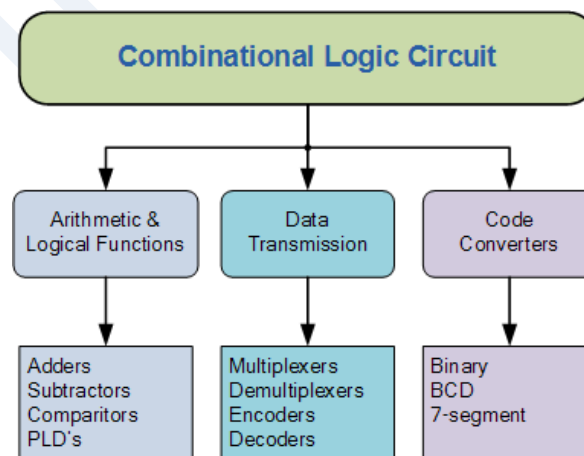 Combinational Logic Circuit
Arithmetic &
Logical Functions
Data
Transmission
Code
Converters
Adders
Subtractors
Comparitors
PLD's
Multiplexers
Demultiplexers
Encoders
Decoders
Binary
BCD
7-segment